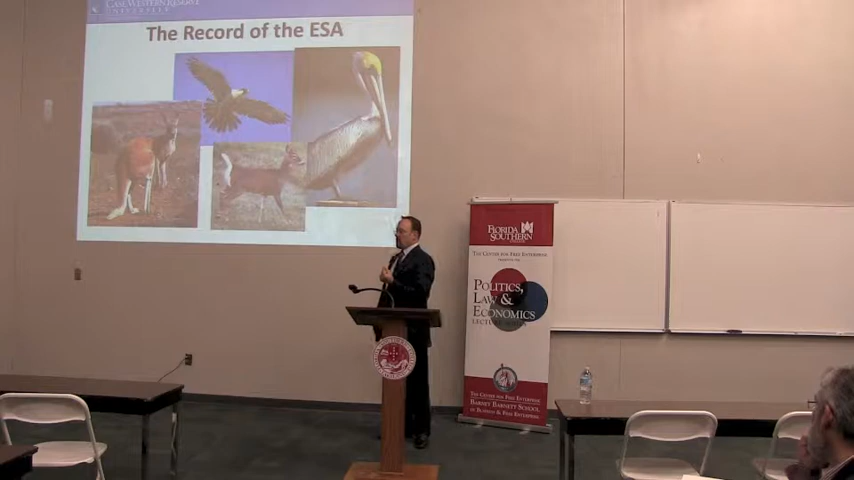 CASE WESTERN RESERVE
UNIVERSITY
The Record of the ESA
FLORIDA
SOUTHERN
THE CENTER FOR FREE ENTERPRISE
POLITICS,
LAW &
ECONOMICS
LECTURE SERIES
THE CENTER FOR FREE ENTERPRISE
BARNEY BARNETT SCHOOL
OF BUSINESS & FREE ENTERPRISE